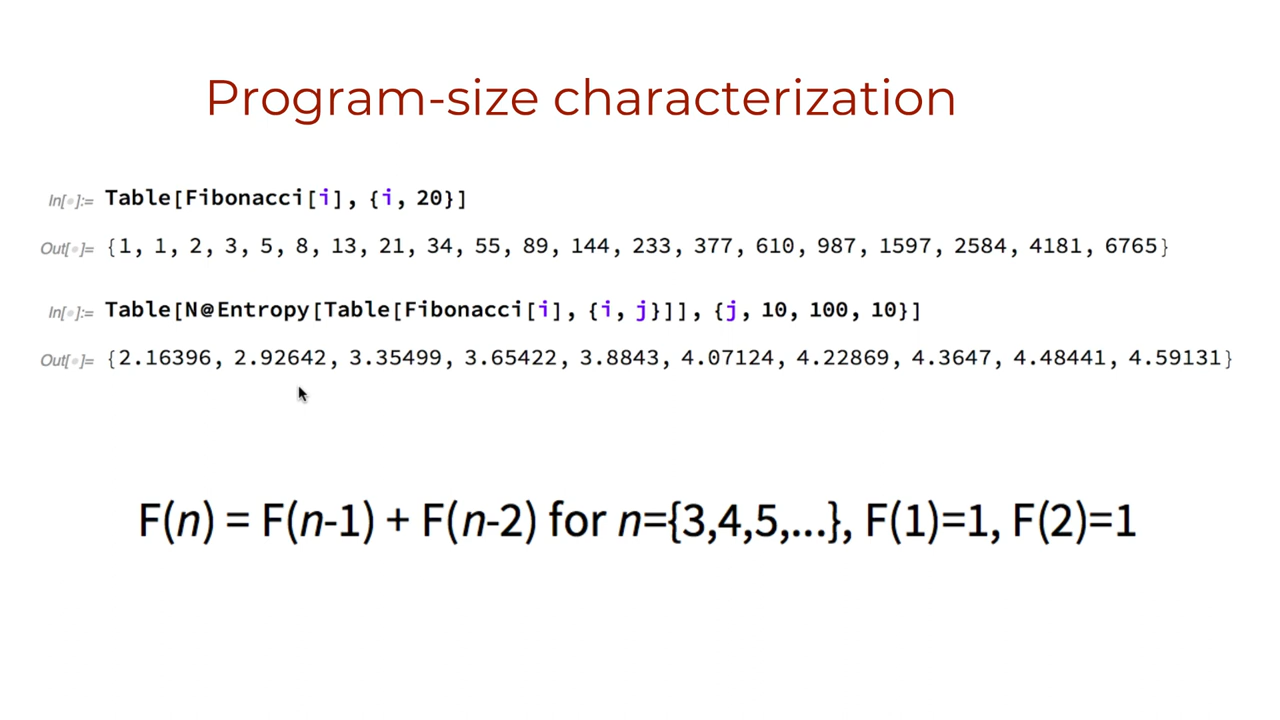 Program-size characterization
In[∘]:= Table[Fibonacci[i], {i, 20}]
Out[∘]= {1, 1, 2, 3, 5, 8, 13, 21, 34, 55, 89, 144, 233, 377, 610, 987, 1597, 2584, 4181, 6765}
In[∘]:= Table[N@Entropy[Table[Fibonacci[i], {i, j}]], {j, 10, 100, 10}]
Out[∘]= {2.16396, 2.92642, 3.35499, 3.65422, 3.8843, 4.07124, 4.22869, 4.3647, 4.48441, 4.59131}
F(n) = F(n-1) + F(n-2) for n={3,4,5,...}, F(1)=1, F(2)=1